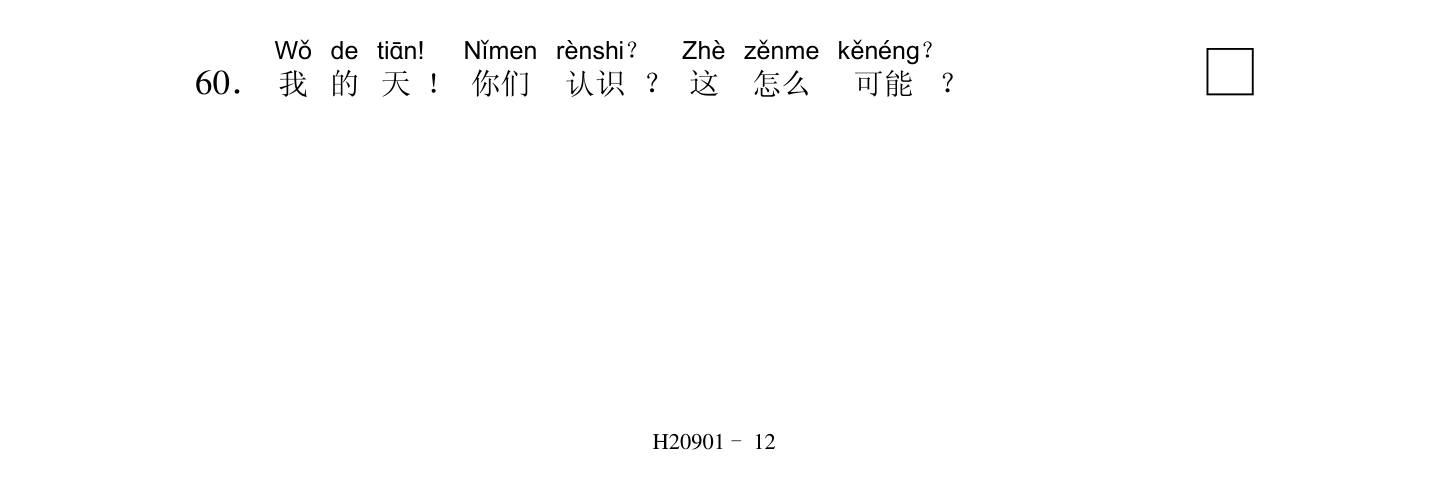 Wǒ de tiān! Nǐmen rènshi? Zhè zěnme kěnéng?
60. 我 的 天 ！ 你们 认识 ？ 这 怎么 可能 ？
H20901 - 12